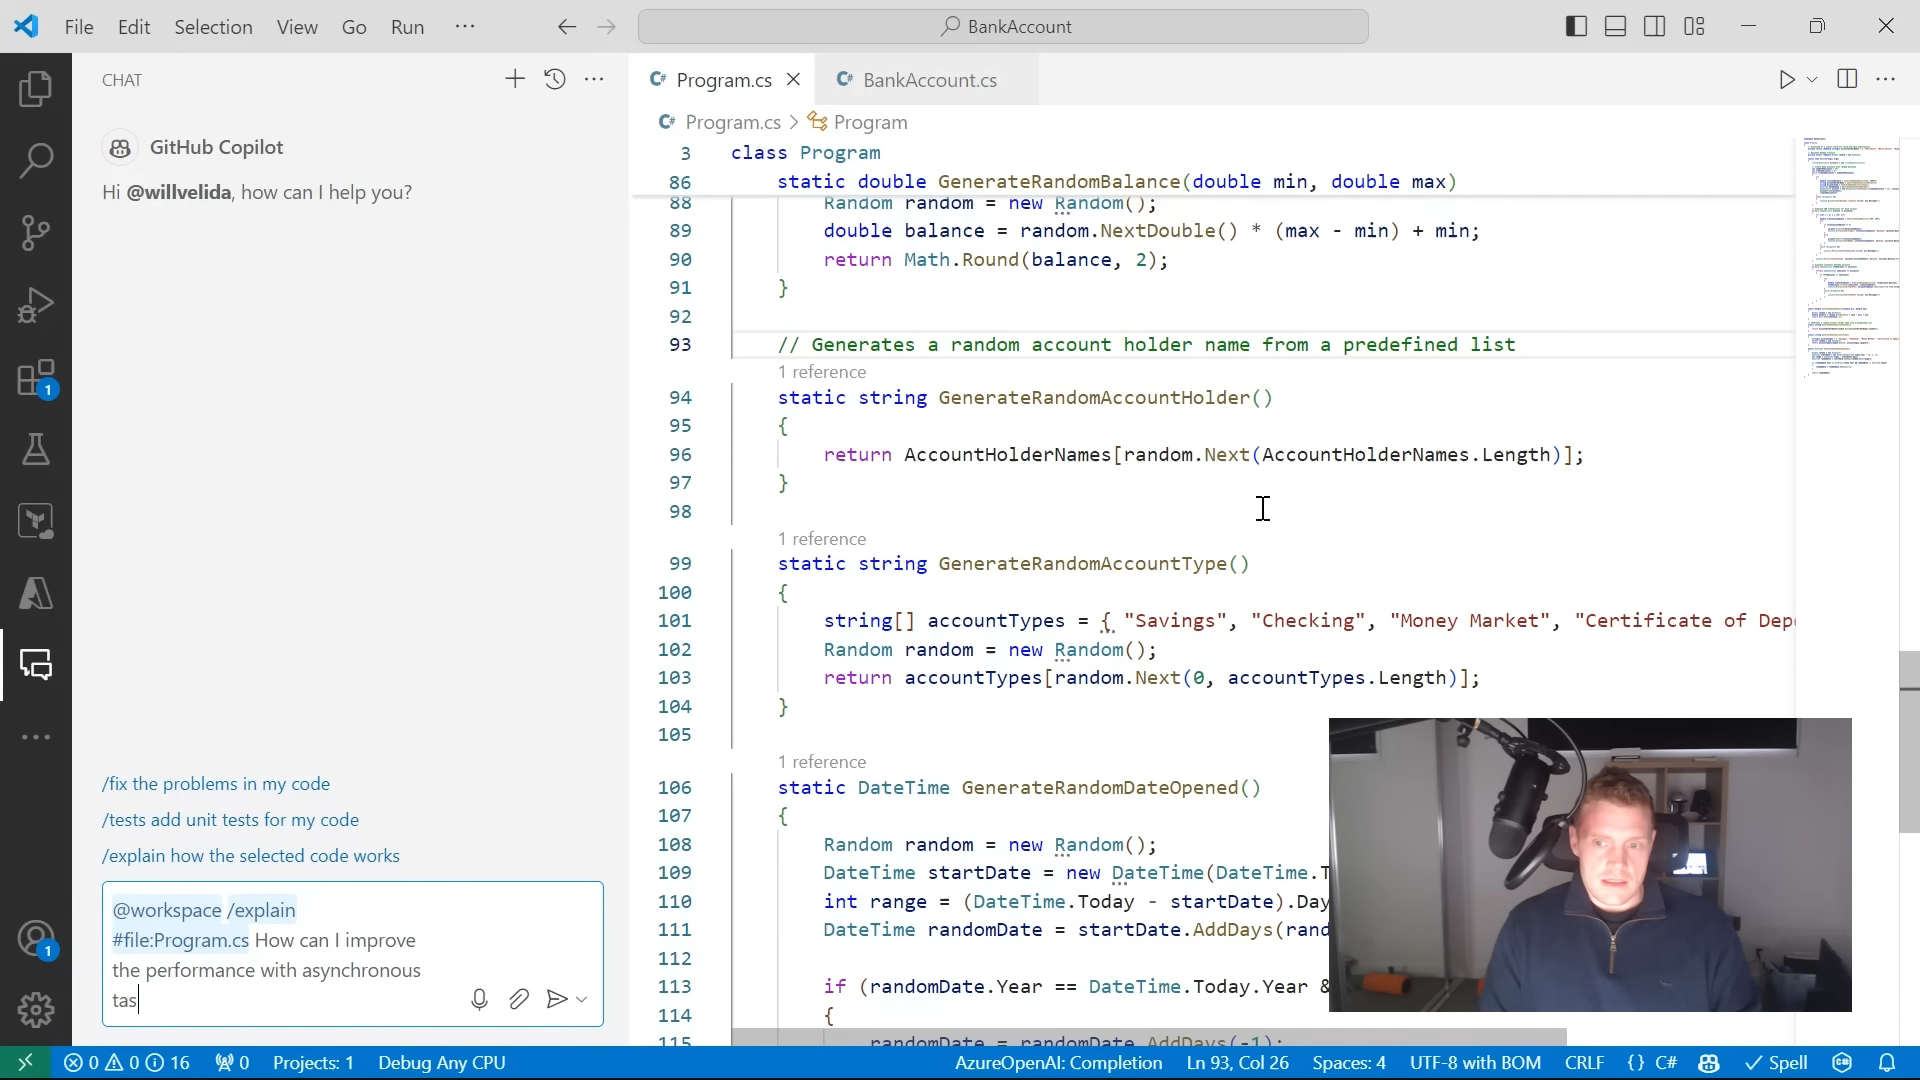 File Edit Selection View Go Run ···
BankAccount
CHAT
GitHub Copilot
Hi @willvelida, how can I help you?
/fix the problems in my code
/tests add unit tests for my code
/explain how the selected code works
@workspace /explain
#file:Program.cs How can I improve
the performance with asynchronous
tas
1
1
C# Program.cs
C# BankAccount.cs
C# Program.cs > Program
3 class Program
86 static double GenerateRandomBalance(double min, double max)
88 Random random = new Random();
89 double balance = random.NextDouble() * (max - min) + min;
90 return Math.Round(balance, 2);
91 }
92
93 // Generates a random account holder name from a predefined list
1 reference
94 static string GenerateRandomAccountHolder()
95 {
96 return AccountHolderNames[random.Next(AccountHolderNames.Length)];
97 }
98
1 reference
99 static string GenerateRandomAccountType()
100 {
101 string[] accountTypes = { "Savings", "Checking", "Money Market", "Certificate of Dep
102 Random random = new Random();
103 return accountTypes[random.Next(0, accountTypes.Length)];
104 }
105
1 reference
106 static DateTime GenerateRandomDateOpened()
107 {
108 Random random = new Random();
109 DateTime startDate = new DateTime(DateTime.T
110 int range = (DateTime.Today - startDate).Day
111 DateTime randomDate = startDate.AddDays(rand
112
113 if (randomDate.Year == DateTime.Today.Year &
114 {
115 randomDate = randomDate.AddDays(-1);
0 0 16 0 Projects: 1 Debug Any CPU AzureOpenAI: Completion Ln 93, Col 26 Spaces: 4 UTF-8 with BOM CRLF {} C# Spell